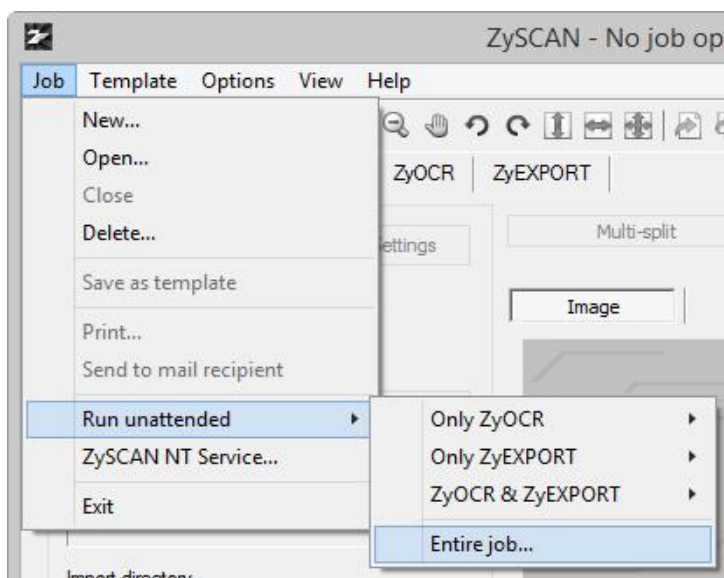 ZySCAN - No job op
Job Template Options View Help
New...
Open...
Close
Delete...
Save as template
Print...
Send to mail recipient
Run unattended
ZySCAN NT Service...
Exit
ZyOCR ZyEXPORT
ettings
Multi-split
Image
Only ZyOCR
Only ZyEXPORT
ZyOCR & ZyEXPORT
Entire job...
Import directory